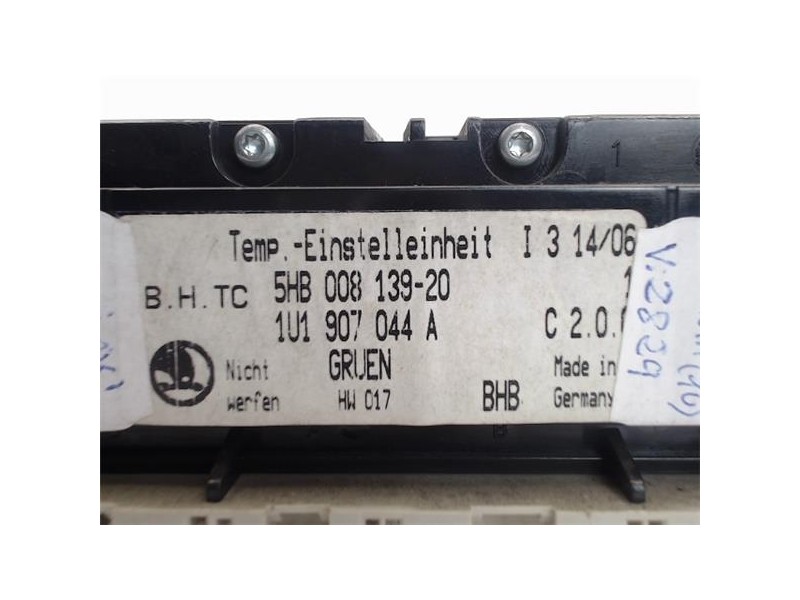 1
Temp.-Einstelleinheit I 3 14/06
B.H.TC 5HB 008 139-20
1U1 907 044 A C 2.0.
Nicht GRUEN Made in
werfen HW 017 BHB Germany
V:2829